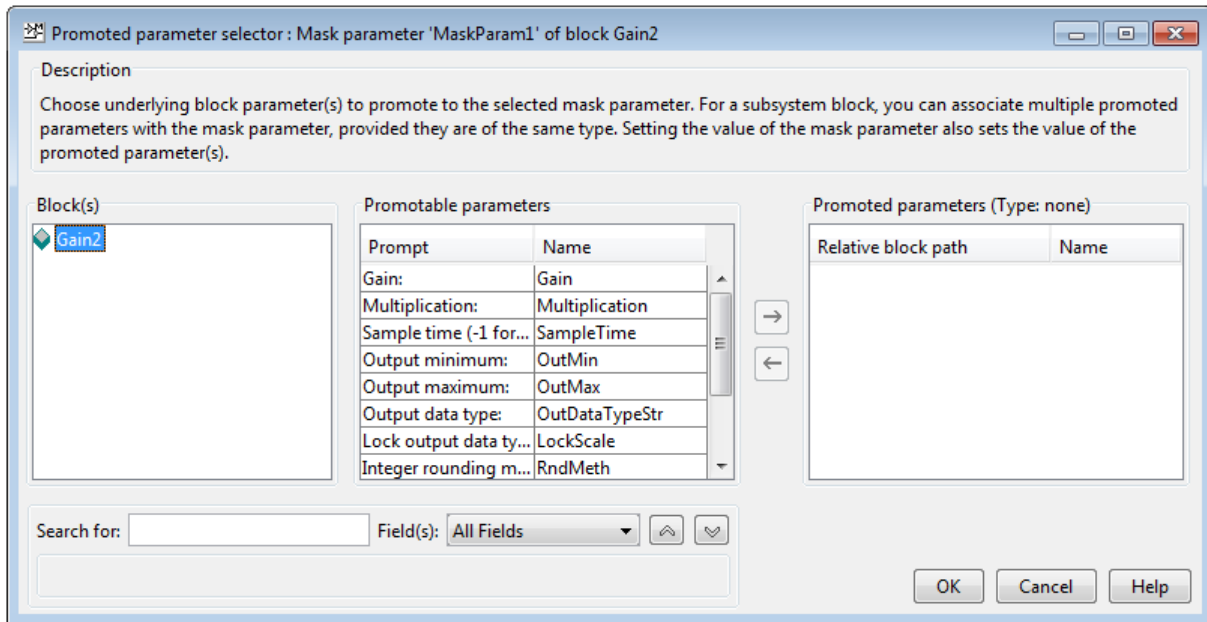 Promoted parameter selector : Mask parameter 'MaskParam1' of block Gain2
Description
Choose underlying block parameter(s) to promote to the selected mask parameter. For a subsystem block, you can associate multiple promoted
parameters with the mask parameter, provided they are of the same type. Setting the value of the mask parameter also sets the value of the
promoted parameter(s).
Block(s)
Gain2
Promotable parameters
Prompt Name
Gain: Gain
Multiplication: Multiplication
Sample time (-1 for... SampleTime
Output minimum: OutMin
Output maximum: OutMax
Output data type: OutDataTypeStr
Lock output data ty... LockScale
Integer rounding m... RndMeth
Promoted parameters (Type: none)
Relative block path Name
Search for: Field(s): All Fields
OK Cancel Help